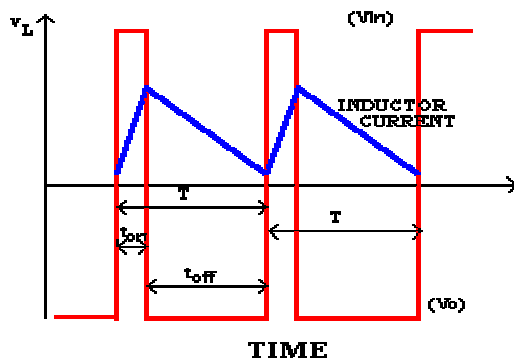 vL
(Vin)
INDUCTOR
CURRENT
T
T
ton
toff
(Vo)
TIME